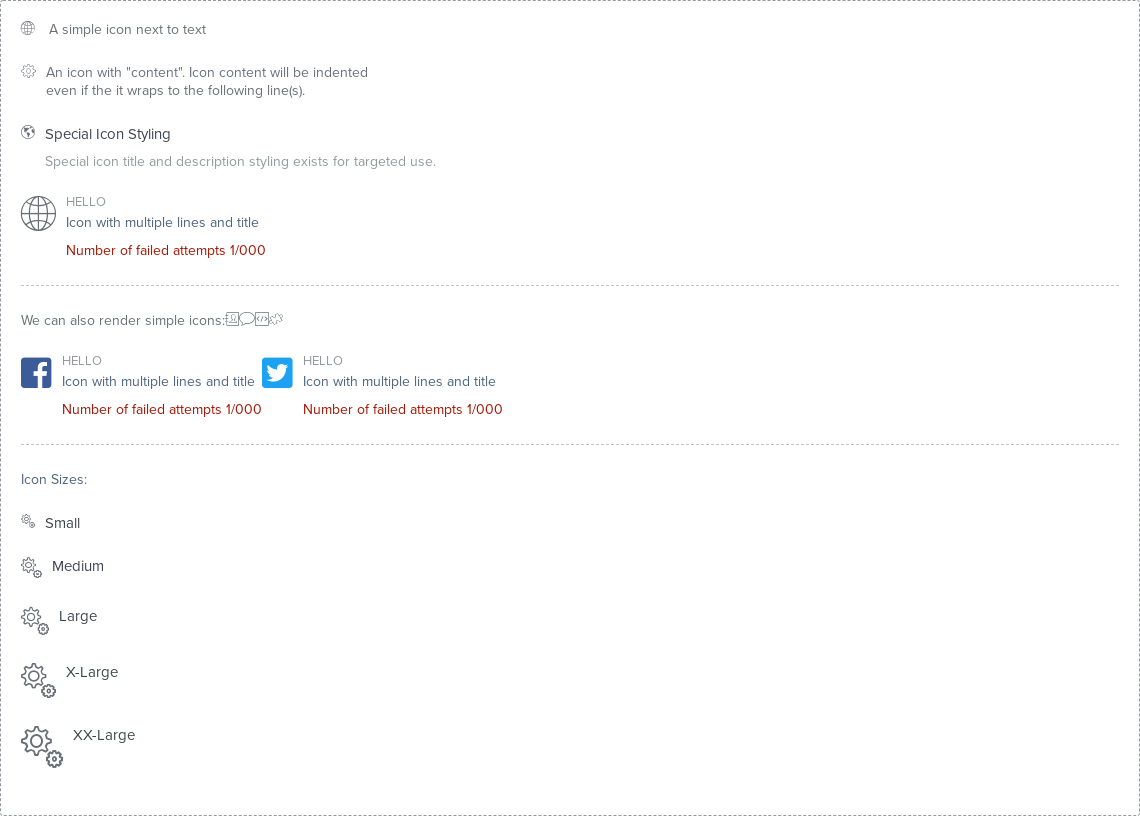 A simple icon next to text
An icon with "content". Icon content will be indented
even if the it wraps to the following line(s).
Special Icon Styling
Special icon title and description styling exists for targeted use.
HELLO
Icon with multiple lines and title
Number of failed attempts 1/000
We can also render simple icons:
HELLO
Icon with multiple lines and title
Number of failed attempts 1/000
HELLO
Icon with multiple lines and title
Number of failed attempts 1/000
Icon Sizes:
Small
Medium
Large
X-Large
XX-Large